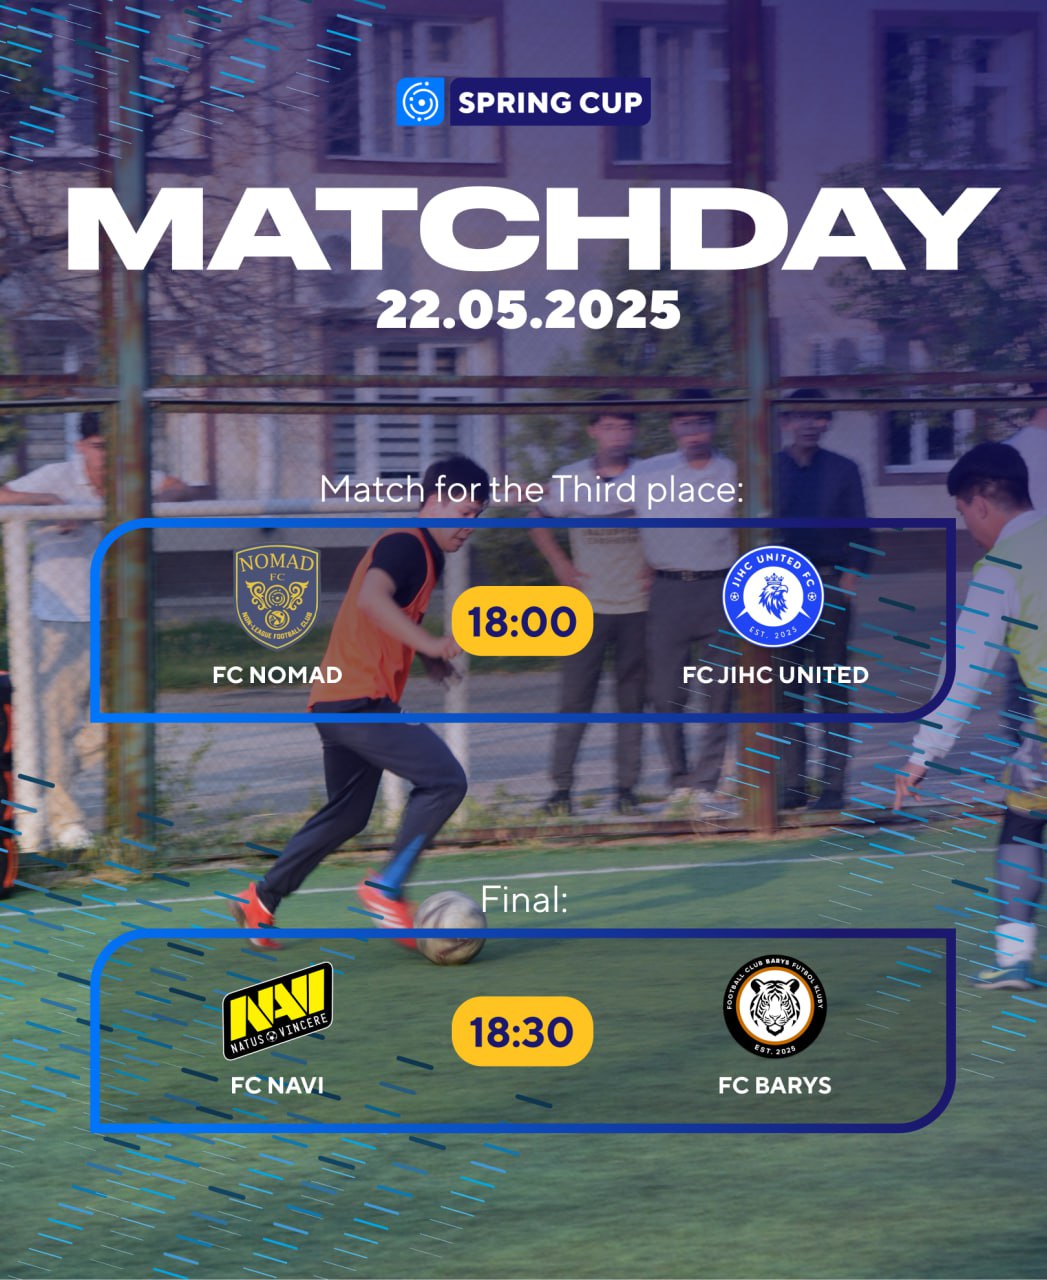 SPRING CUP
MATCHDAY
22.05.2025
Match for the Third place:
NOMAD
FC
NON-LEAGUE FOOTBALL CLUB
18:00
JIHC UNITED FC
EST. 2025
FC NOMAD
FC JIHC UNITED
Final:
NAVI
NATUS VINCERE
18:30
FOOTBALL CLUB BARYS FUTBOL KLUBY
EST. 2025
FC NAVI
FC BARYS